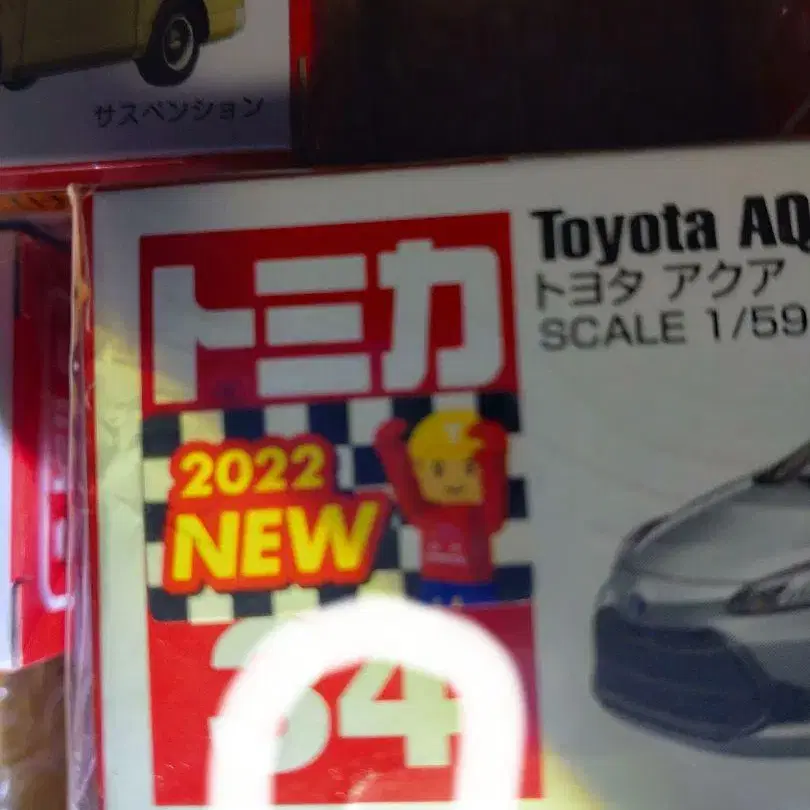 サスペンション
トミカ
Toyota AQ
トヨタ アクア
SCALE 1/59
2022
NEW
34